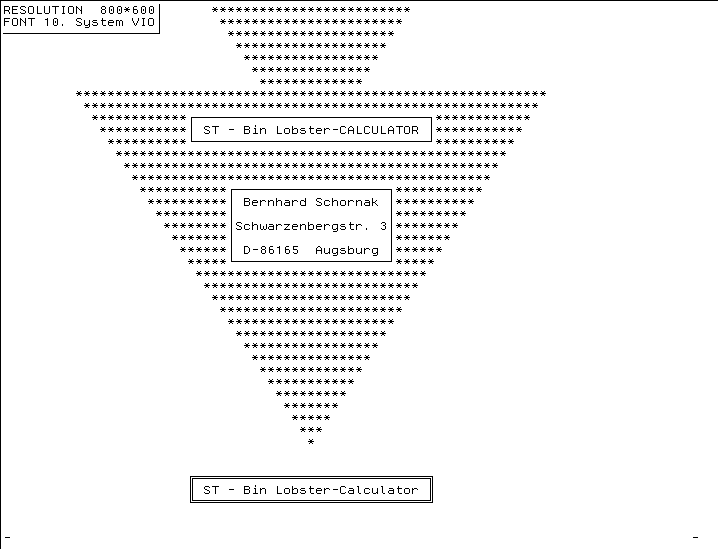 RESOLUTION  800*600
FONT 10. System VIO
ST - Bin Lobster-CALCULATOR
Bernhard Schornak
Schwarzenbergstr. 3
D-86165  Augsburg
ST - Bin Lobster-Calculator